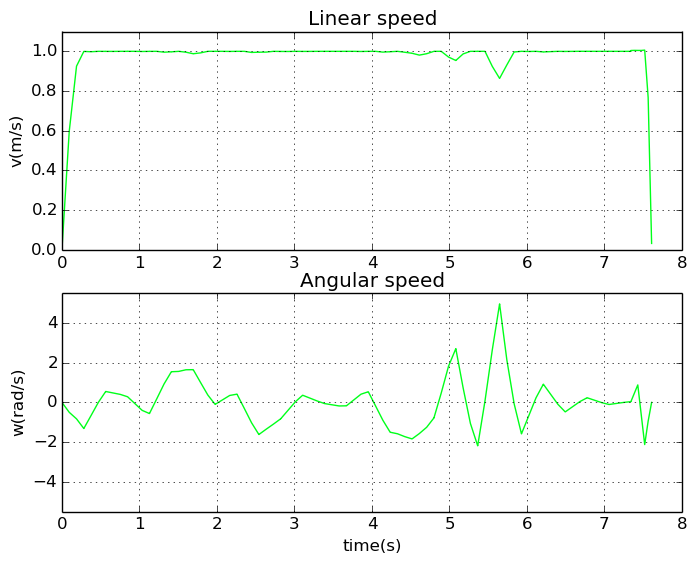 Linear speed
1.0
0.8
0.6
0.4
0.2
0.0
v(m/s)
0 1 2 3 4 5 6 7 8
Angular speed
4
2
0
−2
−4
w(rad/s)
0 1 2 3 4 5 6 7 8
time(s)